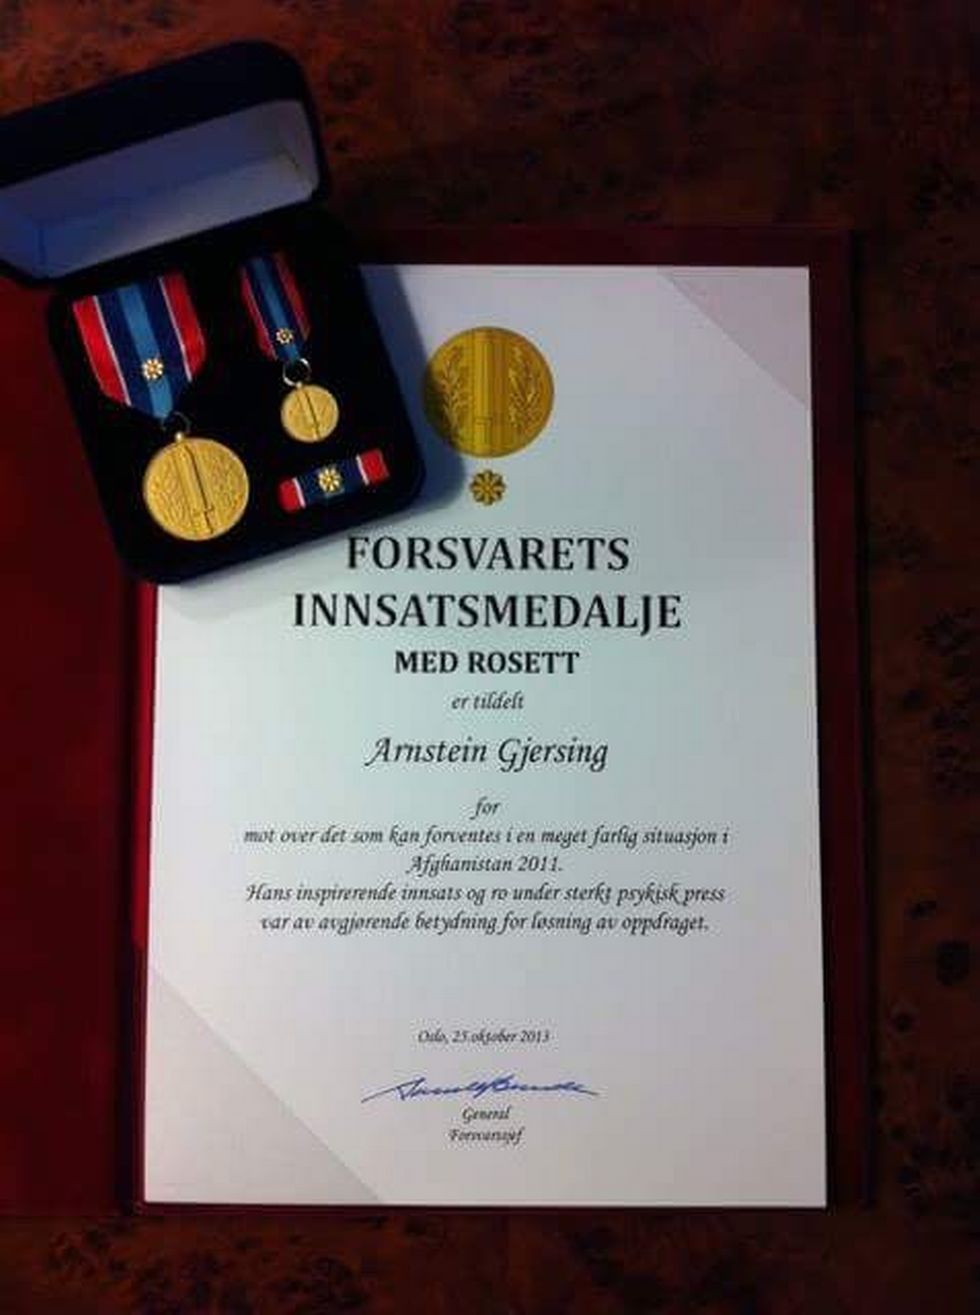 FORSVARETS
INNSATSMEDALJE
MED ROSETT
er tildelt
Arnstein Gjersing
for
mot over det som kan forventes i en meget farlig situasjon i
Afghanistan 2011.
Hans inspirerende innsats og ro under sterkt psykisk press
var av avgjørende betydning for løsning av oppdraget.
Oslo, 25.oktober 2013
General
Forsvarssjef